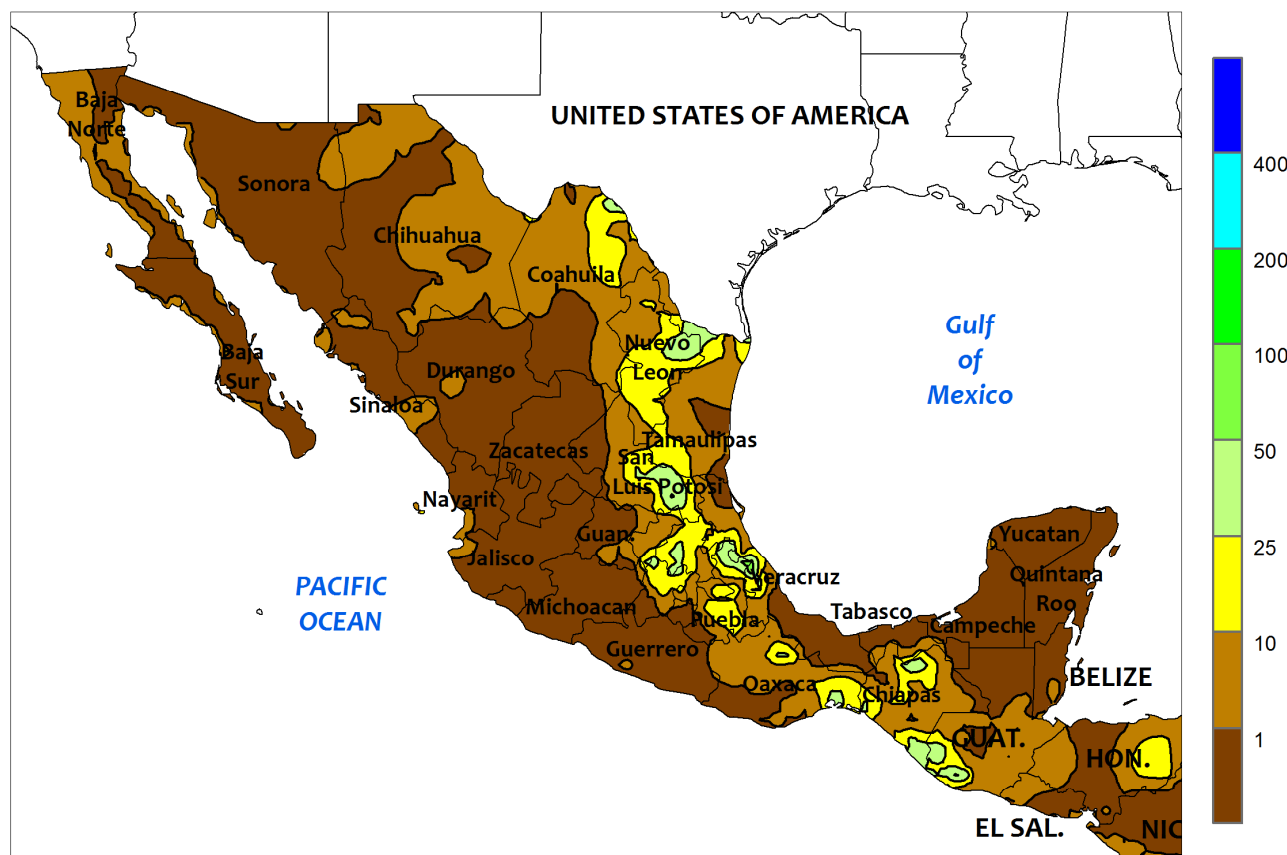 UNITED STATES OF AMERICA
Baja
Norte
Sonora
Chihuahua
Coahuila
Nuevo
Leon
Baja
Sur
Durango
Sinaloa
Tamaulipas
Zacatecas
San
Luis Potosi
Nayarit
Guan.
Jalisco
Veracruz
Michoacan
Puebla
Guerrero
Oaxaca
Chiapas
Tabasco
Campeche
Yucatan
Quintana
Roo
Gulf
of
Mexico
PACIFIC
OCEAN
BELIZE
GUAT.
HON.
EL SAL.
NIC
400
200
100
50
25
10
1